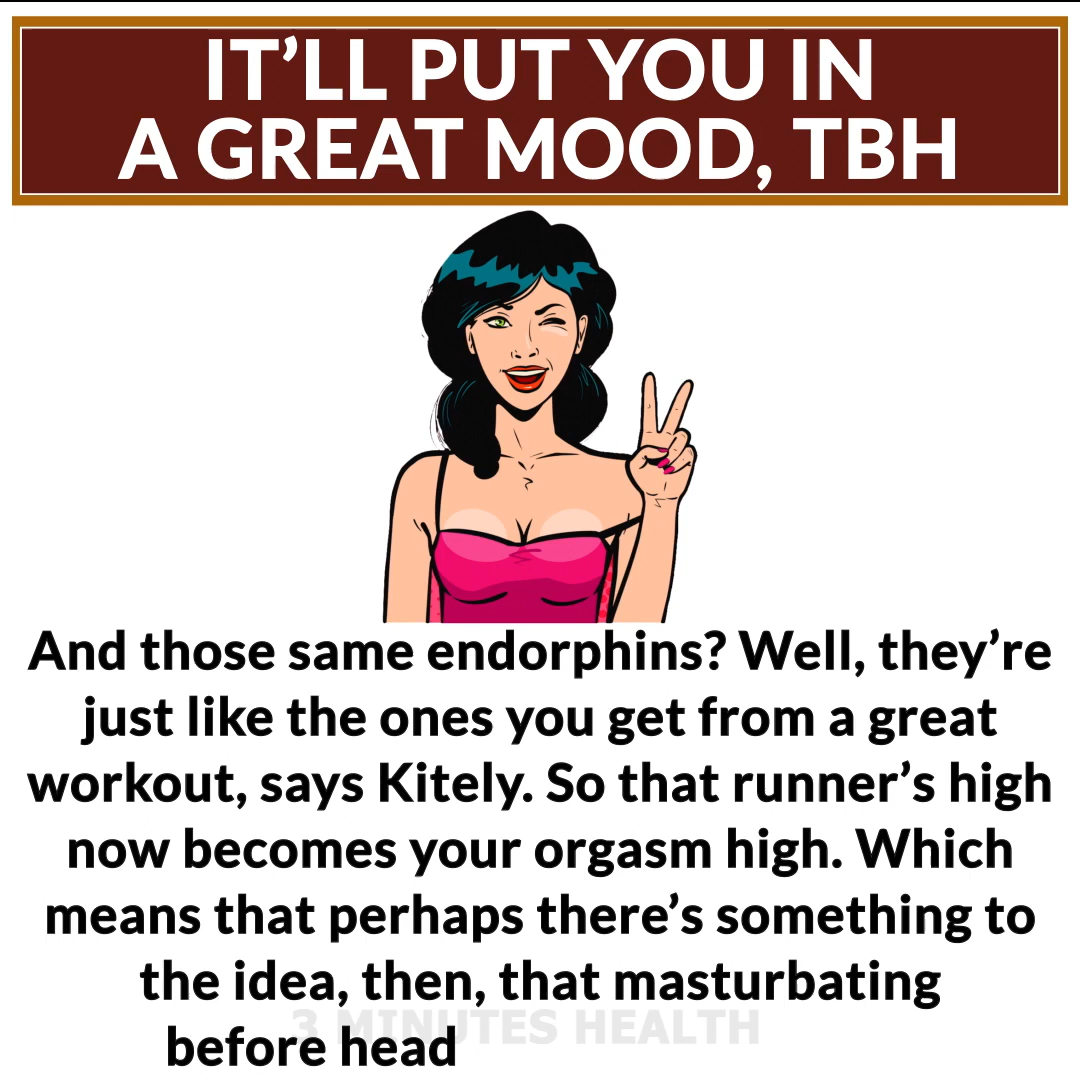 IT’LL PUT YOU IN
A GREAT MOOD, TBH
And those same endorphins? Well, they’re
just like the ones you get from a great
workout, says Kitely. So that runner’s high
now becomes your orgasm high. Which
means that perhaps there’s something to
the idea, then, that masturbating
3 MINUTES HEALTH
before head